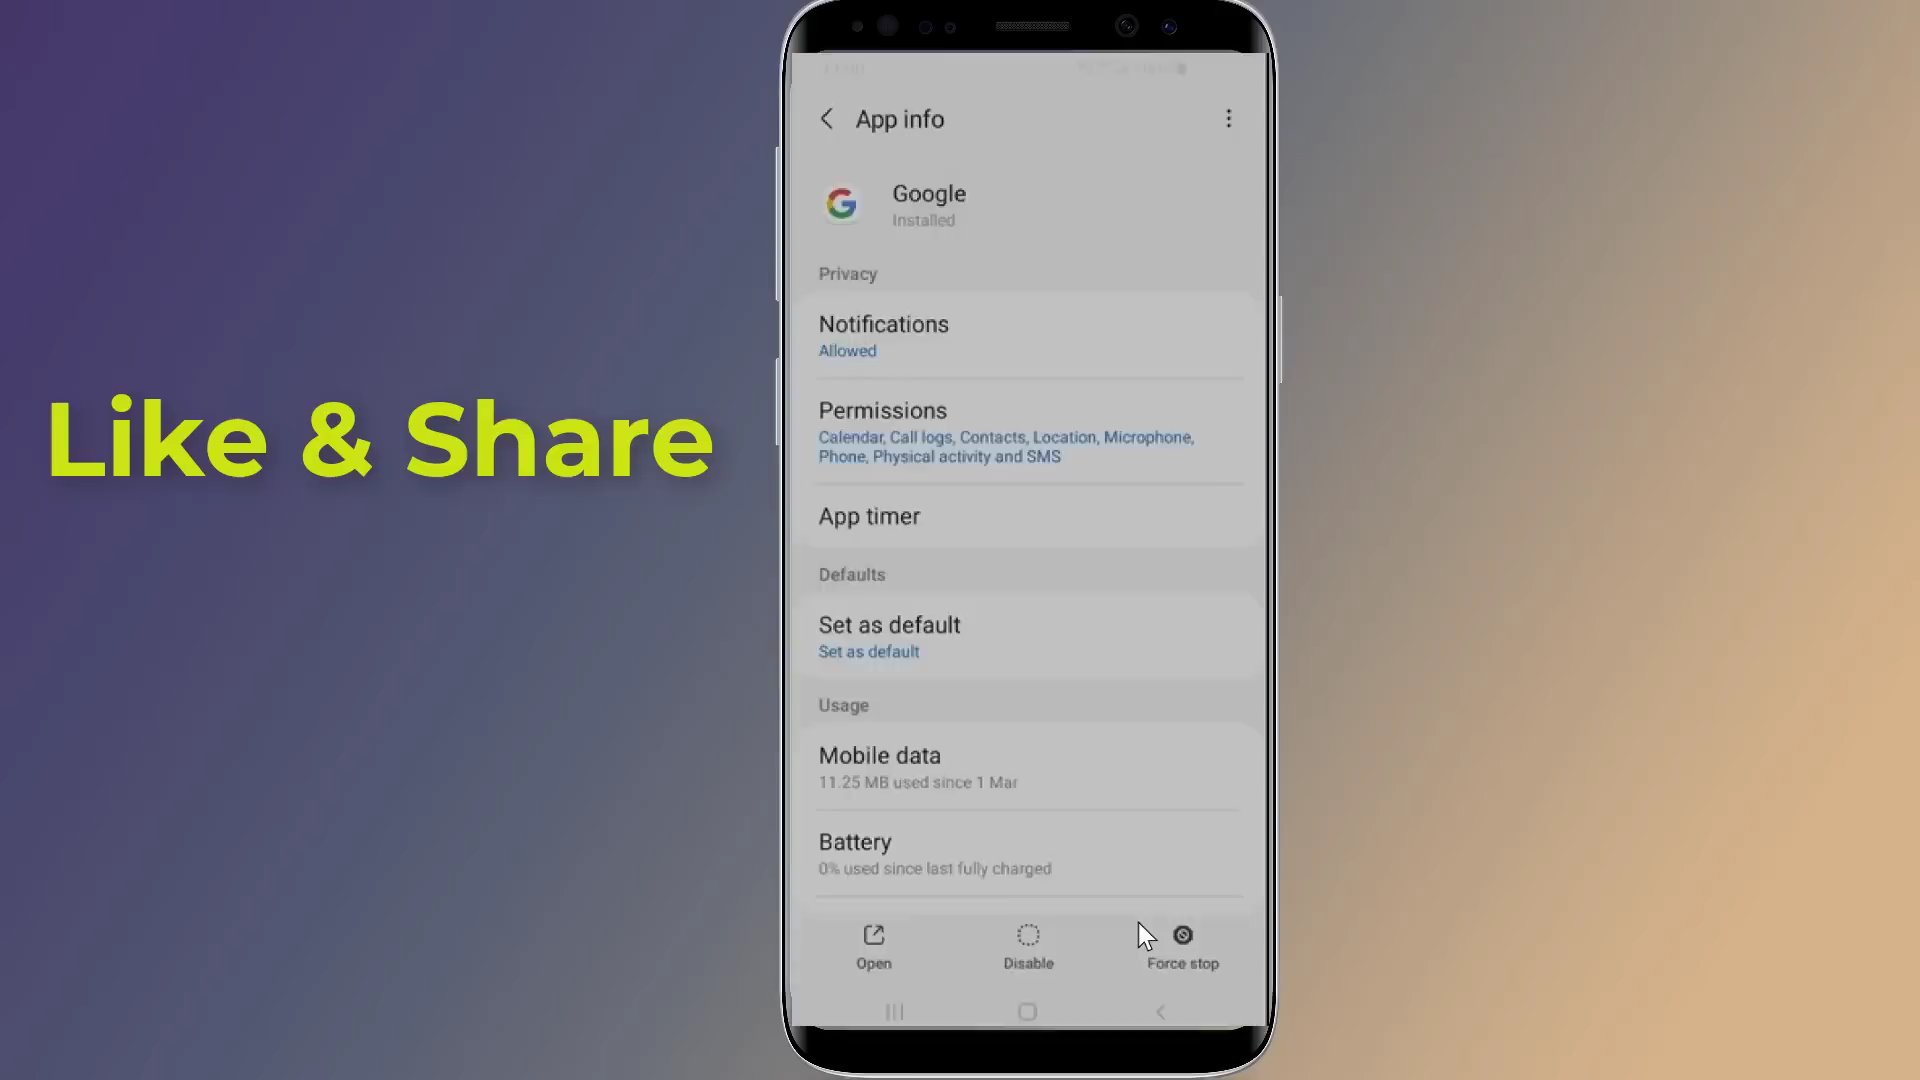 App info
Google
Installed
Privacy
Notifications
Allowed
Permissions
Calendar, Call logs, Contacts, Location, Microphone,
Phone, Physical activity and SMS
App timer
Defaults
Set as default
Set as default
Usage
Mobile data
11.25 MB used since 1 Mar
Battery
0% used since last fully charged
Open
Disable
Force stop
Like & Share